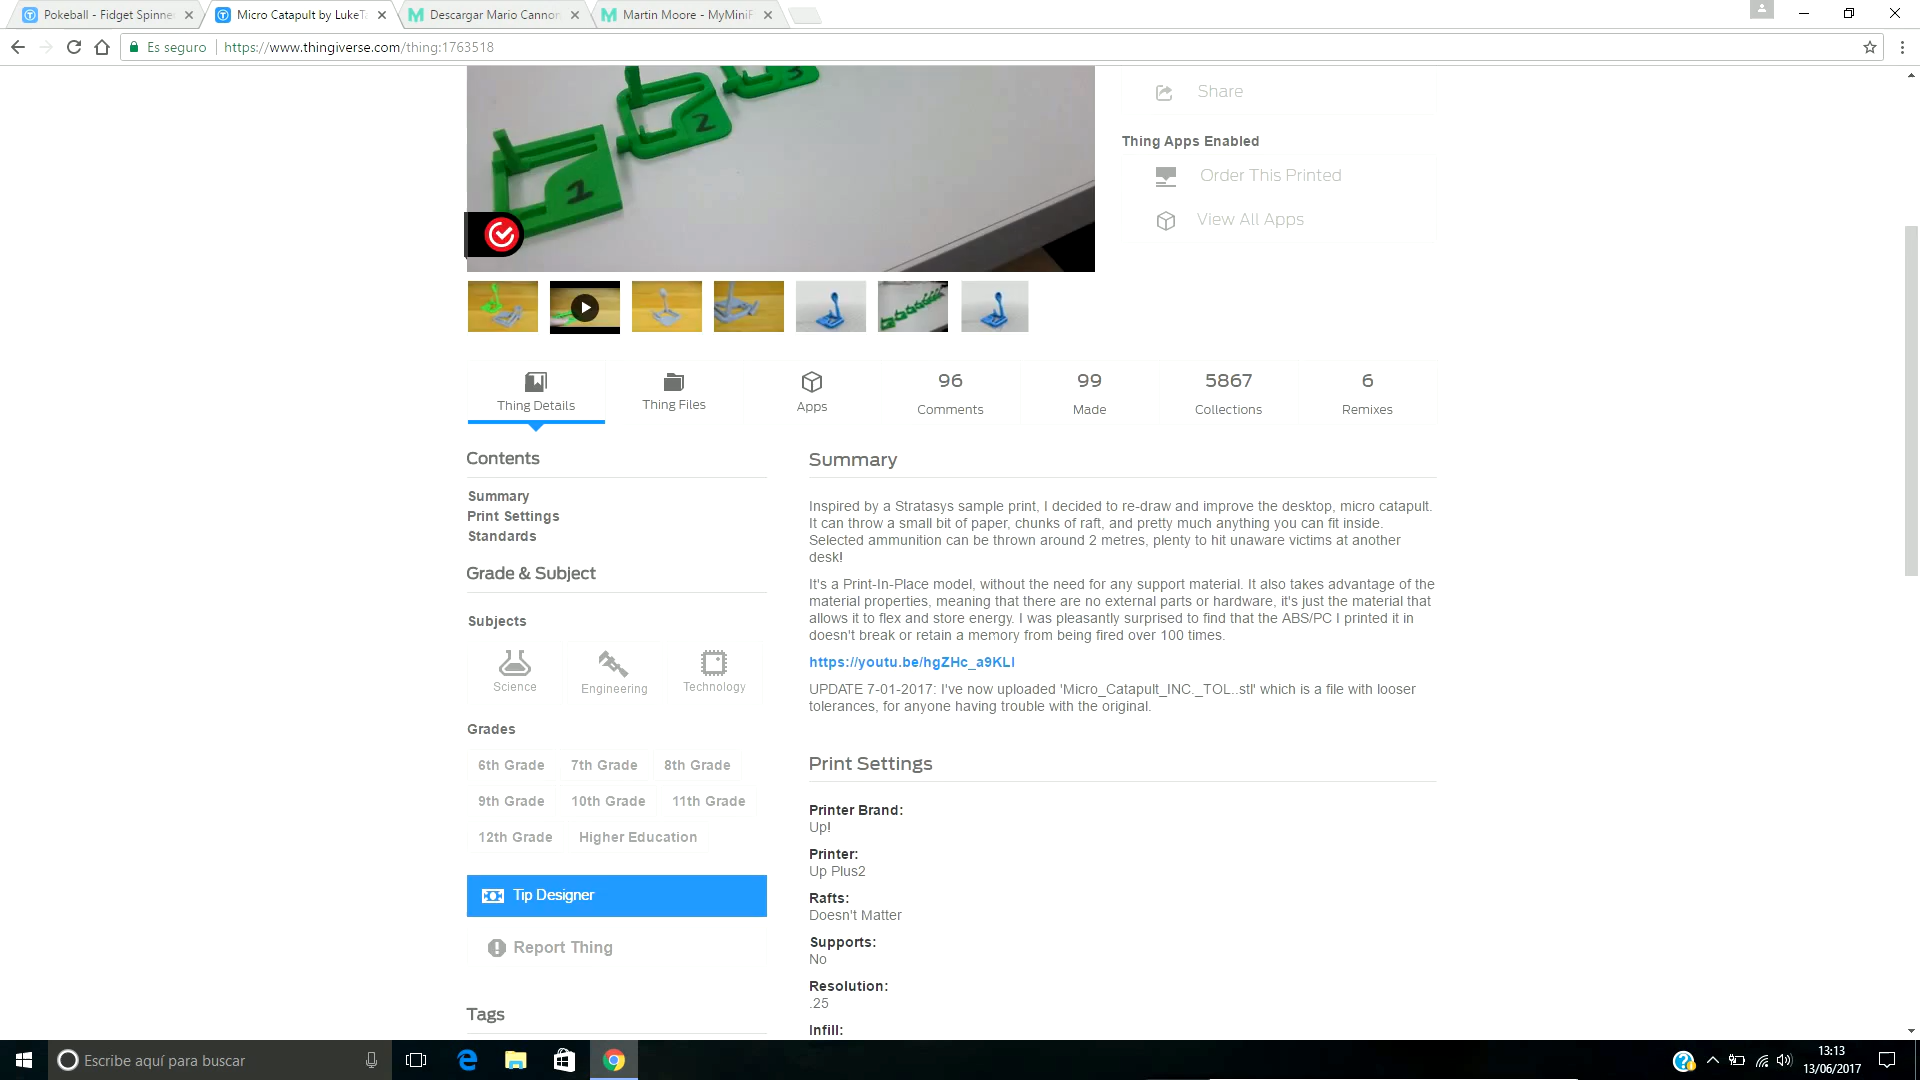 Pokeball - Fidget Spinne
Micro Catapult by LukeT
Descargar Mario Cannon
Martin Moore - MyMiniF
Es seguro
https://www.thingiverse.com/thing:1763518
Share
Thing Apps Enabled
Order This Printed
View All Apps
1
2
3
Thing Details
Thing Files
Apps
96
Comments
99
Made
5867
Collections
6
Remixes
Contents
Summary
Print Settings
Standards
Grade & Subject
Subjects
Science
Engineering
Technology
Grades
6th Grade 7th Grade 8th Grade
9th Grade 10th Grade 11th Grade
12th Grade Higher Education
Tip Designer
Report Thing
Tags
Summary
Inspired by a Stratasys sample print, I decided to re-draw and improve the desktop, micro catapult.
It can throw a small bit of paper, chunks of raft, and pretty much anything you can fit inside.
Selected ammunition can be thrown around 2 metres, plenty to hit unaware victims at another
desk!
It's a Print-In-Place model, without the need for any support material. It also takes advantage of the
material properties, meaning that there are no external parts or hardware, it's just the material that
allows it to flex and store energy. I was pleasantly surprised to find that the ABS/PC I printed it in
doesn't break or retain a memory from being fired over 100 times.
https://youtu.be/hgZHc_a9KLI
UPDATE 7-01-2017: I've now uploaded 'Micro_Catapult_INC._TOL..stl' which is a file with looser
tolerances, for anyone having trouble with the original.
Print Settings
Printer Brand:
Up!
Printer:
Up Plus2
Rafts:
Doesn't Matter
Supports:
No
Resolution:
.25
Infill:
Escribe aquí para buscar
13:13
13/06/2017